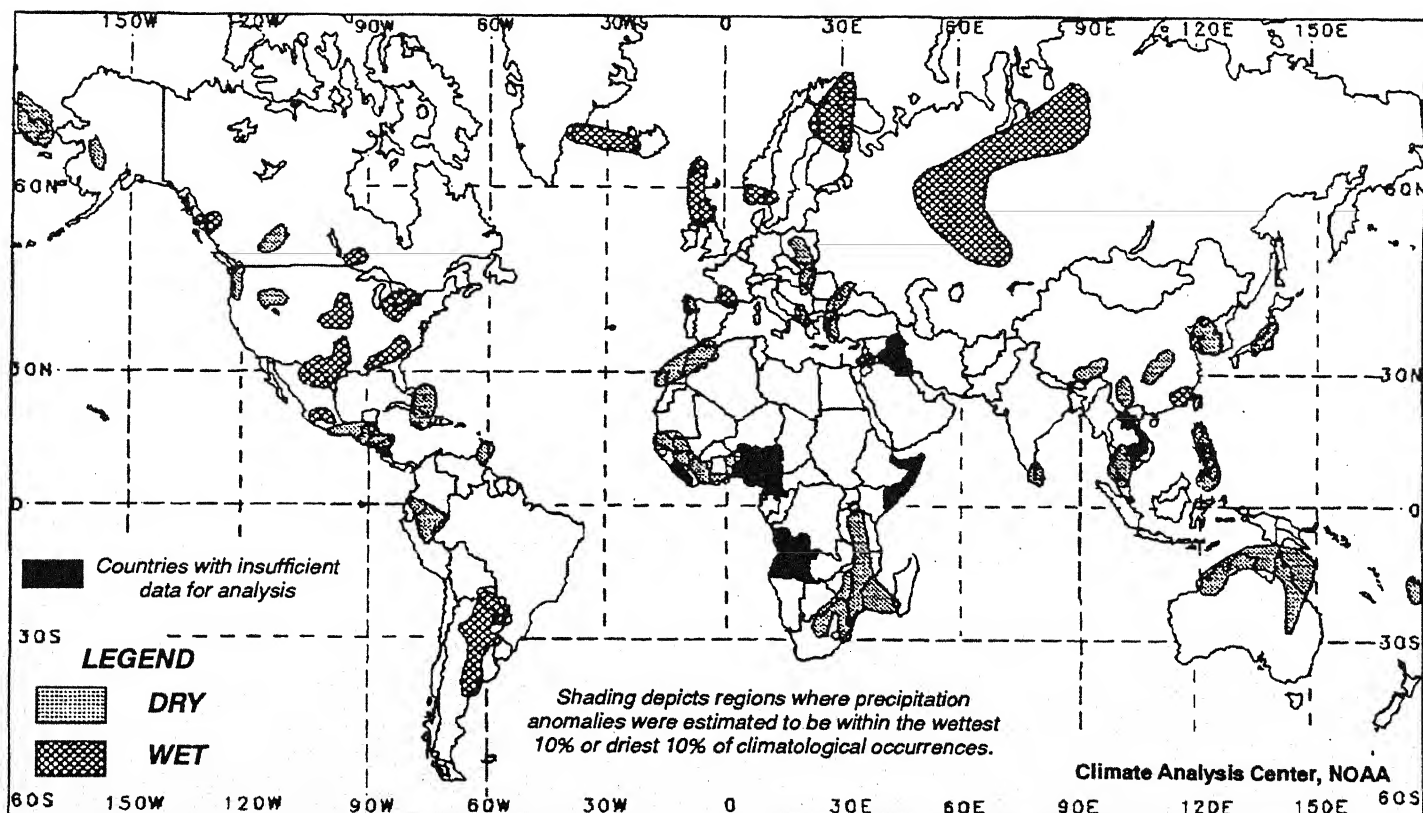 150W 120W 90W 60W 30W 0 30E 60E 90E 120E 150E
60N 60N
30N 30N
0 0
Countries with insufficient
data for analysis
30S 30S
LEGEND
DRY
WET
Shading depicts regions where precipitation
anomalies were estimated to be within the wettest
10% or driest 10% of climatological occurrences.
Climate Analysis Center, NOAA
60S 150W 120W 90W 60W 30W 0 30E 60E 90E 120E 150E 60S